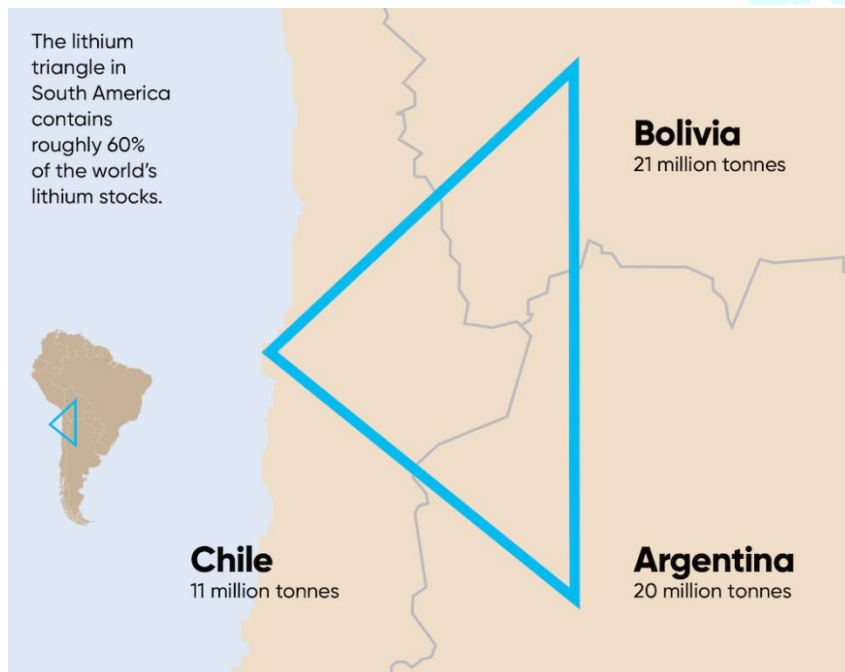 The lithium
triangle in
South America
contains
roughly 60%
of the world’s
lithium stocks.
Bolivia
21 million tonnes
Chile
11 million tonnes
Argentina
20 million tonnes